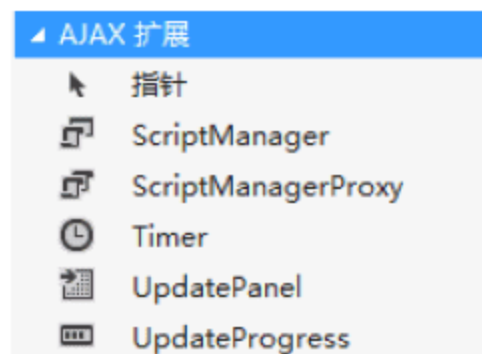 AJAX 扩展
指针
ScriptManager
ScriptManagerProxy
Timer
UpdatePanel
UpdateProgress